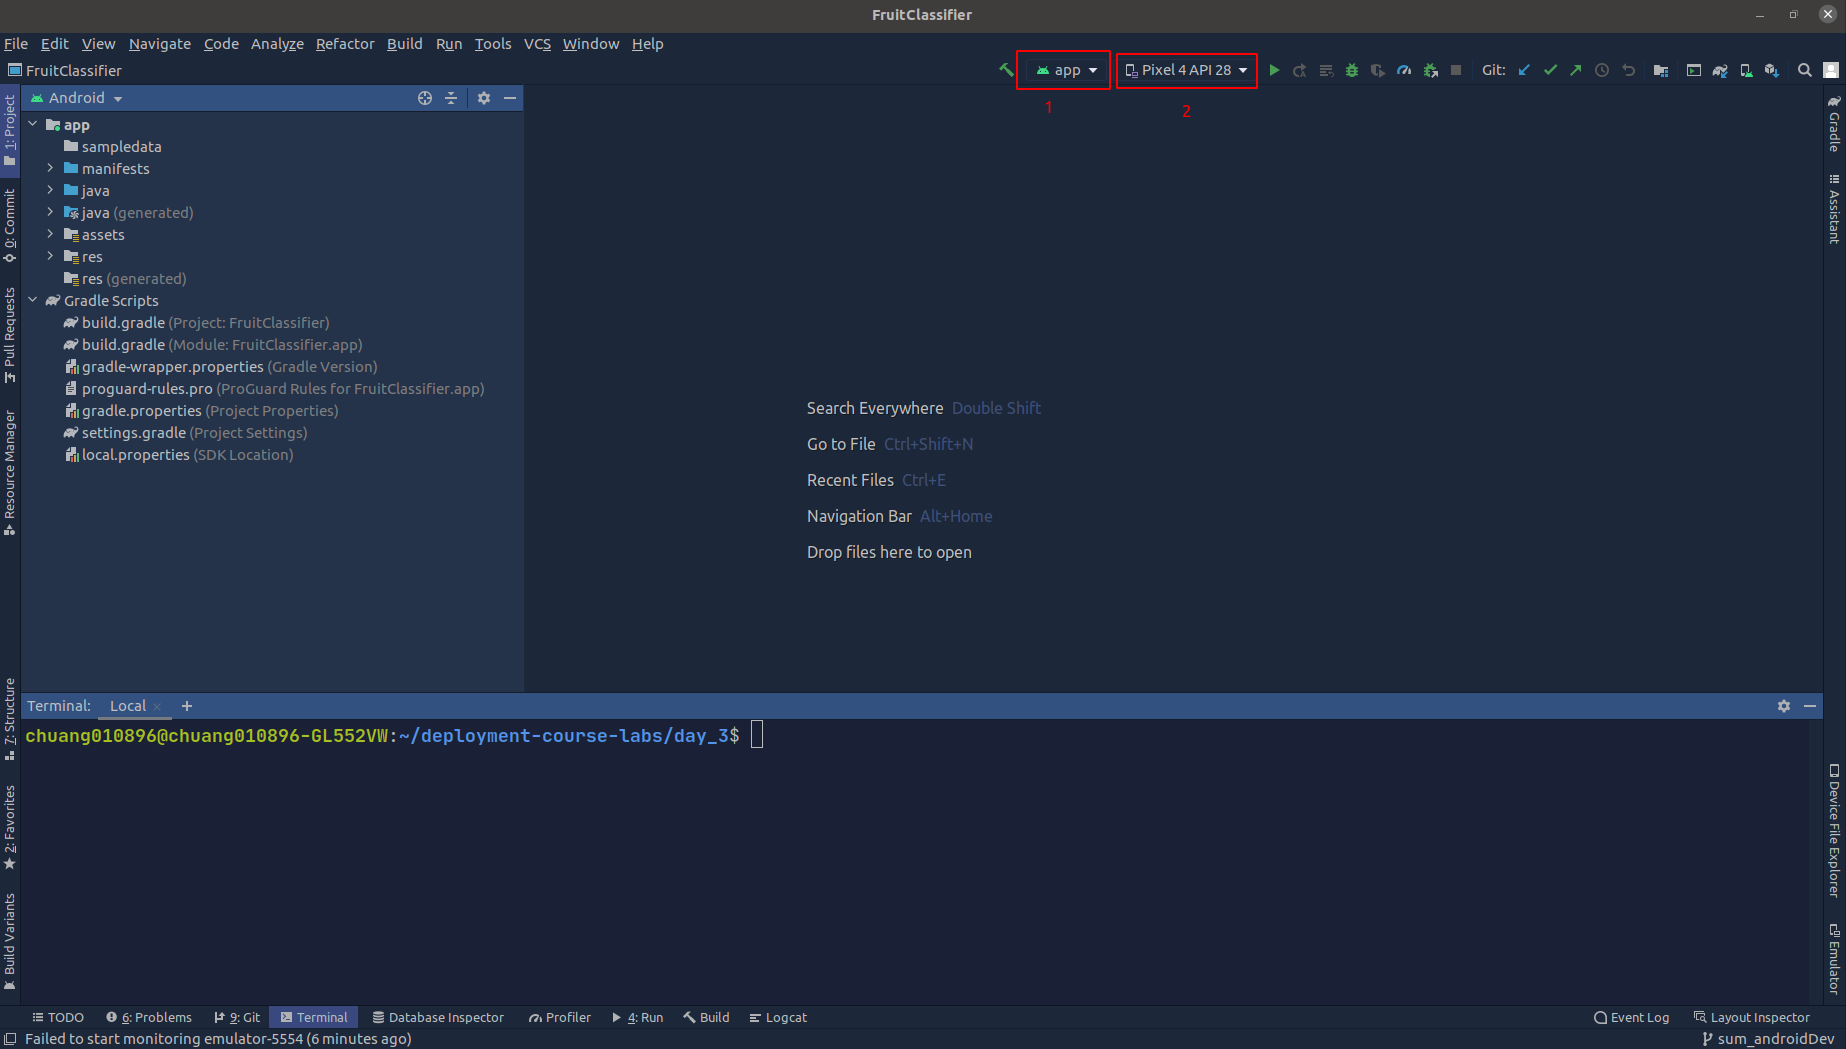 FruitClassifier
File Edit View Navigate Code Analyze Refactor Build Run Tools VCS Window Help
FruitClassifier
app
Pixel 4 API 28
Git:
1
2
Android
app
sampledata
manifests
java
java (generated)
assets
res
res (generated)
Gradle Scripts
build.gradle (Project: FruitClassifier)
build.gradle (Module: FruitClassifier.app)
gradle-wrapper.properties (Gradle Version)
proguard-rules.pro (ProGuard Rules for FruitClassifier.app)
gradle.properties (Project Properties)
settings.gradle (Project Settings)
local.properties (SDK Location)
1: Project
0: Commit
Pull Requests
Resource Manager
7: Structure
2: Favorites
Build Variants
Search Everywhere Double Shift
Go to File Ctrl+Shift+N
Recent Files Ctrl+E
Navigation Bar Alt+Home
Drop files here to open
Gradle
Assistant
Device File Explorer
Emulator
Terminal: Local
chuang010896@chuang010896-GL552VW:~/deployment-course-labs/day_3$
TODO 6: Problems 9: Git Terminal Database Inspector Profiler 4: Run Build Logcat Event Log Layout Inspector
Failed to start monitoring emulator-5554 (6 minutes ago) sum_androidDev